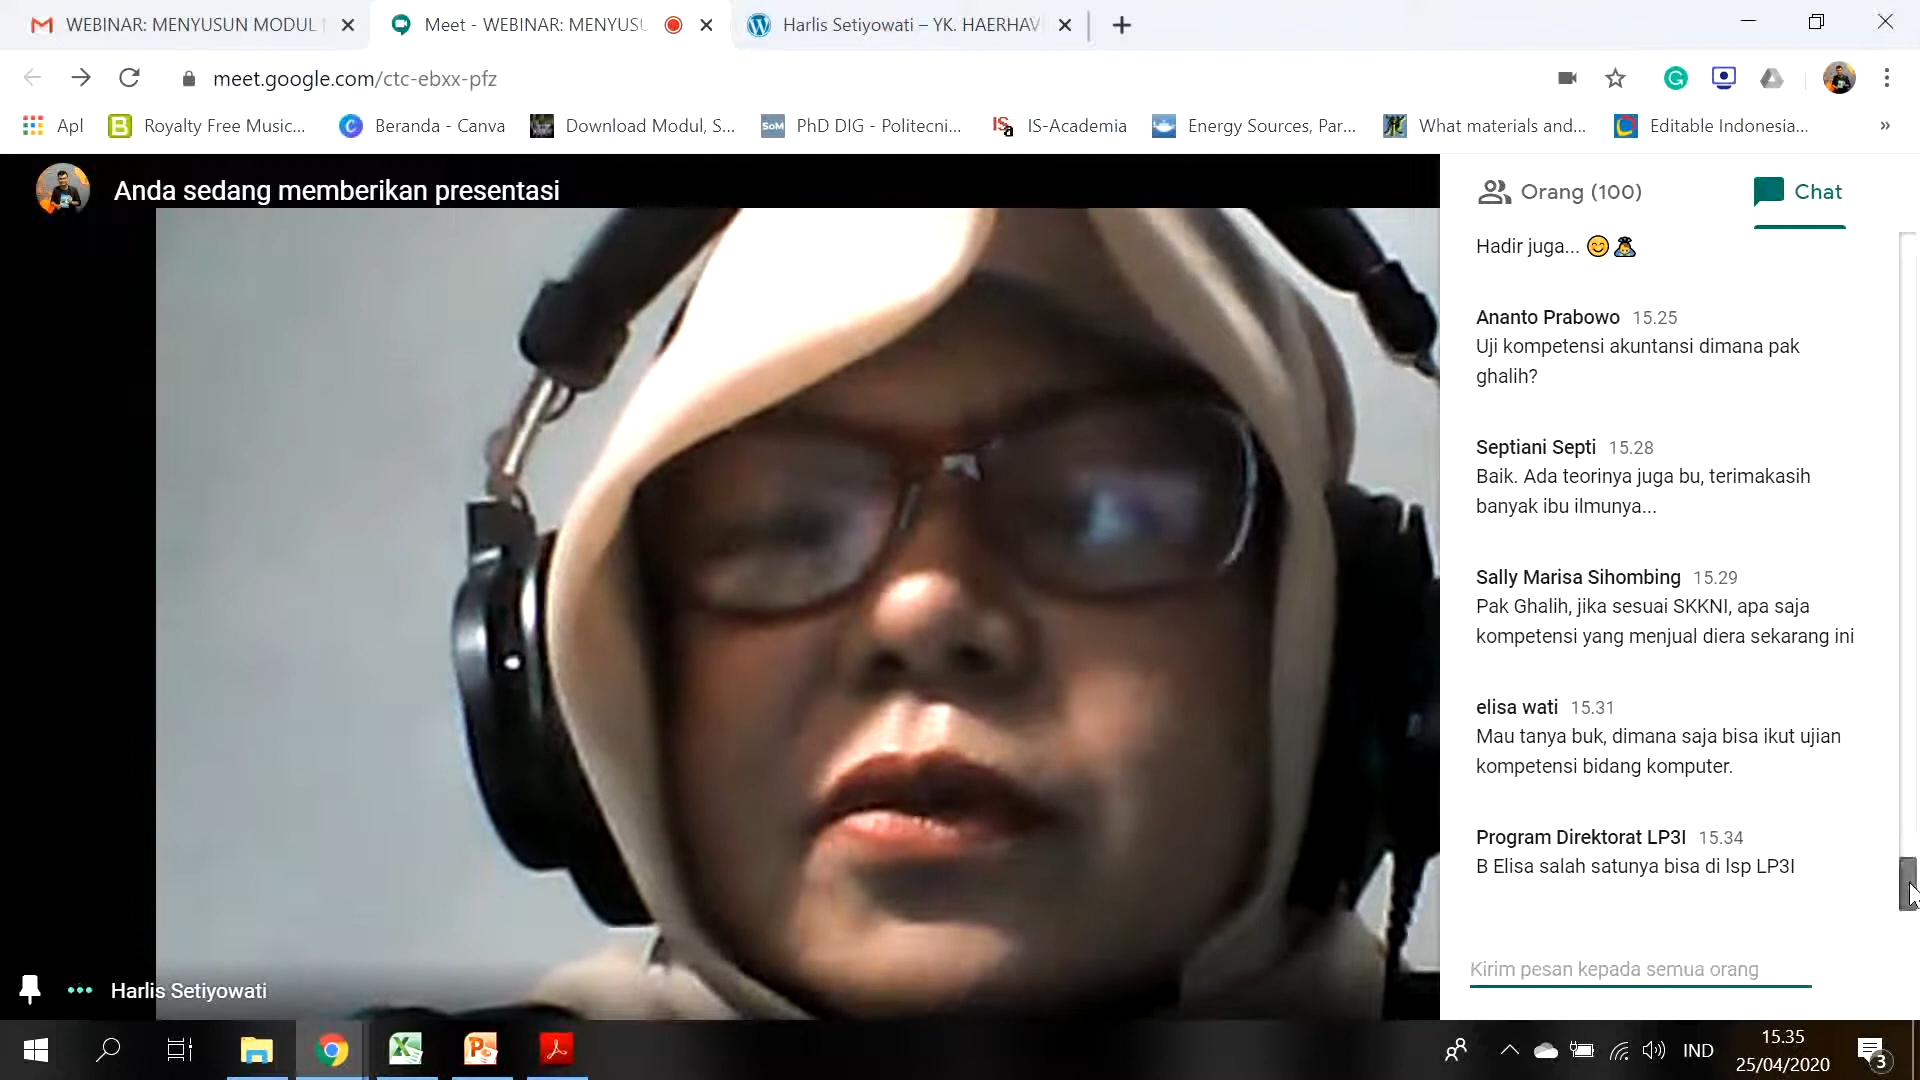 WEBINAR: MENYUSUN MODUL
Meet - WEBINAR: MENYUSU
Harlis Setiyowati – YK. HAERHAV
meet.google.com/ctc-ebxx-pfz
Apl
Royalty Free Music...
Beranda - Canva
Download Modul, S...
SoM
PhD DIG - Politecni...
IS-Academia
Energy Sources, Par...
What materials and...
Editable Indonesia...
Anda sedang memberikan presentasi
Orang (100)
Chat
Hadir juga... 😊🙇
Ananto Prabowo 15.25
Uji kompetensi akuntansi dimana pak
ghalih?
Septiani Septi 15.28
Baik. Ada teorinya juga bu, terimakasih
banyak ibu ilmunya...
Sally Marisa Sihombing 15.29
Pak Ghalih, jika sesuai SKKNI, apa saja
kompetensi yang menjual diera sekarang ini
elisa wati 15.31
Mau tanya buk, dimana saja bisa ikut ujian
kompetensi bidang komputer.
Program Direktorat LP3I 15.34
B Elisa salah satunya bisa di lsp LP3I
Kirim pesan kepada semua orang
Harlis Setiyowati
IND
15.35
25/04/2020
3